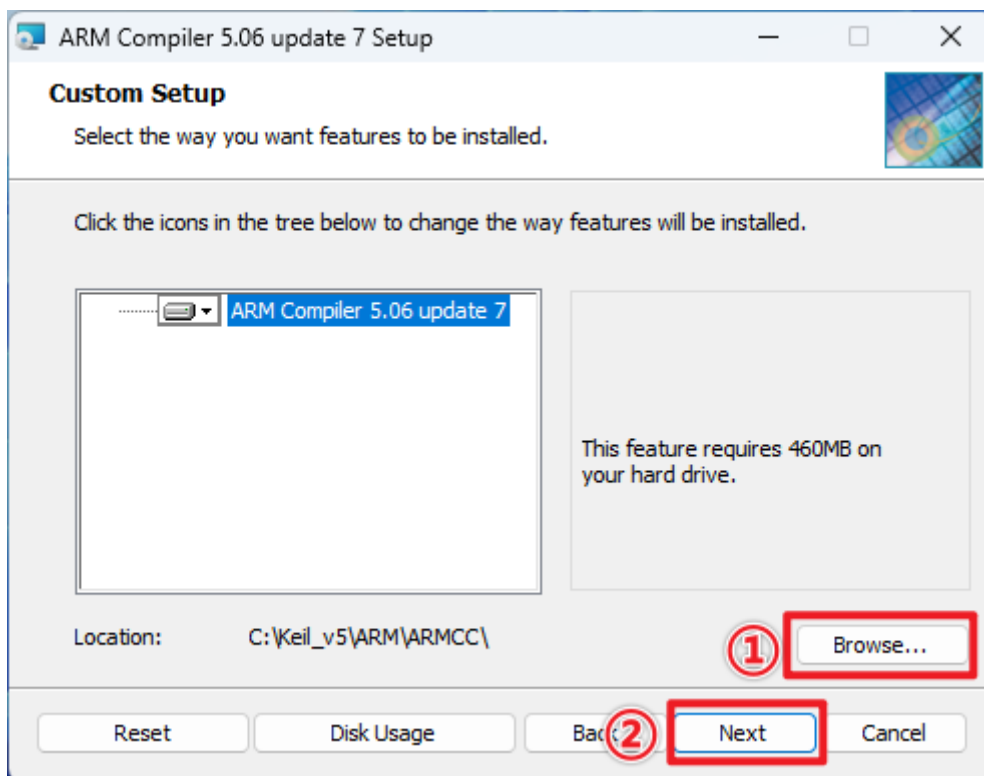 ARM Compiler 5.06 update 7 Setup
Custom Setup
Select the way you want features to be installed.
Click the icons in the tree below to change the way features will be installed.
ARM Compiler 5.06 update 7
This feature requires 460MB on
your hard drive.
Location: C:\Keil_v5\ARM\ARMCC\ ① Browse...
Reset Disk Usage Back ② Next Cancel